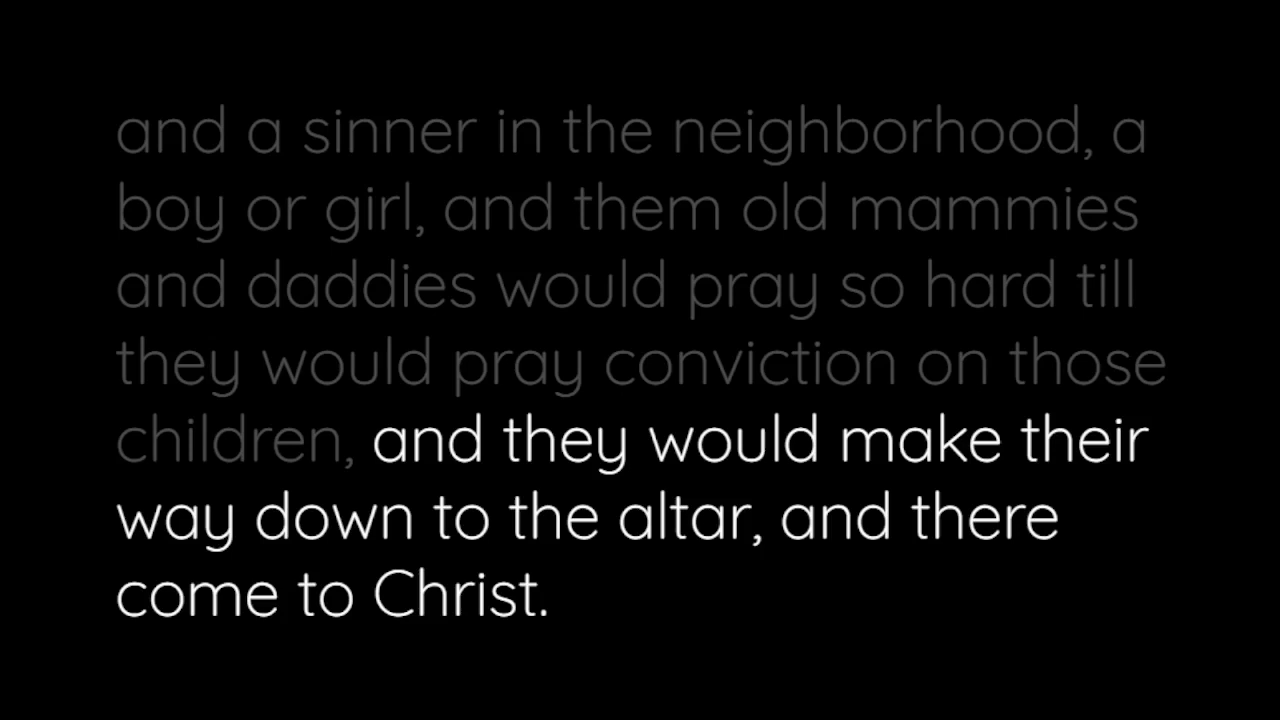 and a sinner in the neighborhood, a
boy or girl, and them old mammies
and daddies would pray so hard till
they would pray conviction on those
children, and they would make their
way down to the altar, and there
come to Christ.